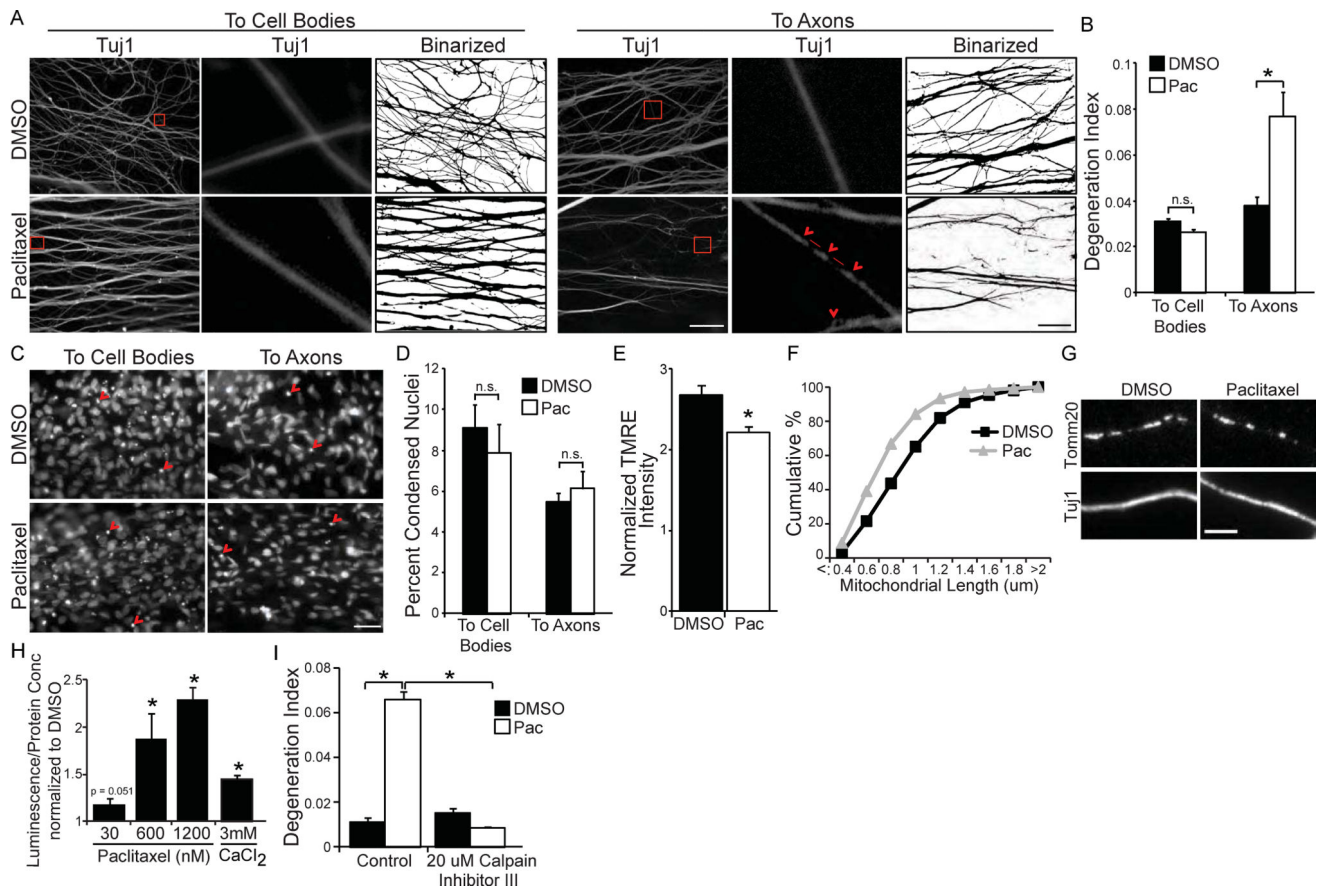 A
To Cell Bodies
To Axons
Tuj1
Tuj1
Binarized
Tuj1
Tuj1
Binarized
DMSO
Paclitaxel
B
DMSO
Pac
Degeneration Index
0.1
0.08
0.06
0.04
0.02
0
n.s.
*
To Cell
Bodies
To Axons
C
To Cell Bodies
To Axons
DMSO
Paclitaxel
D
Percent Condensed Nuclei
12
10
8
6
4
2
0
n.s.
n.s.
DMSO
Pac
To Cell
Bodies
To Axons
E
Normalized TMRE
Intensity
3
2
1
0
*
DMSO
Pac
F
Cumulative %
100
80
60
40
20
0
DMSO
Pac
<.0.4
0.6
0.8
1
1.2
1.4
1.6
1.8
>2
Mitochondrial Length (um)
G
DMSO
Paclitaxel
Tomm20
Tuj1
H
Luminescence/Protein Conc
normalized to DMSO
2.5
2
1.5
1
p = 0.051
*
*
*
30
600
1200
3mM
Paclitaxel (nM)
CaCl2
I
Degeneration Index
0.08
0.06
0.04
0.02
0
*
*
DMSO
Pac
Control
20 uM Calpain
Inhibitor III